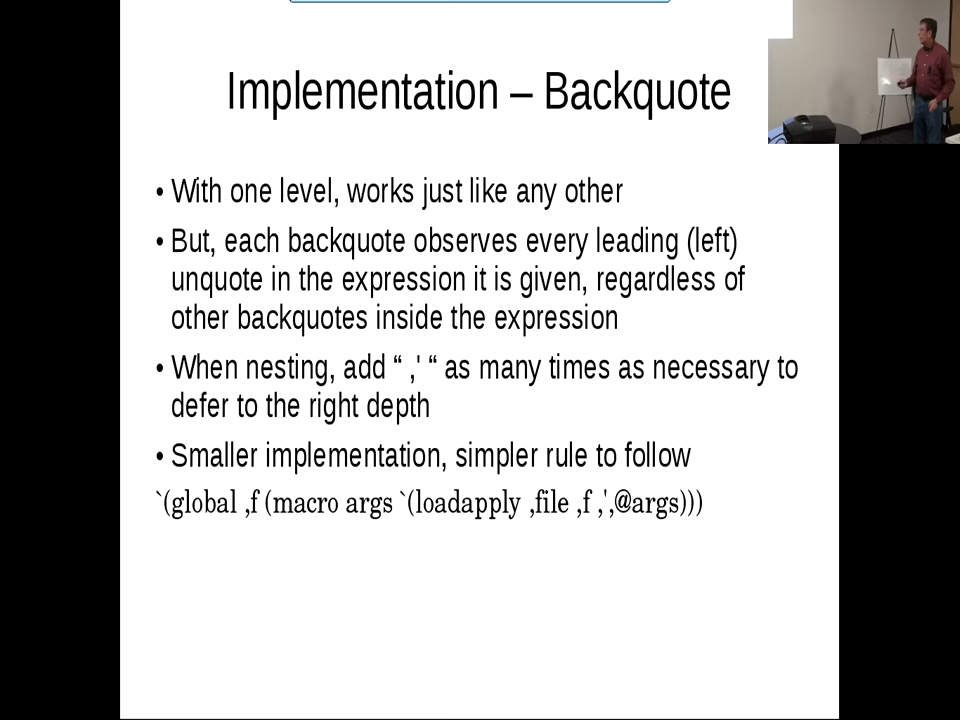 Implementation – Backquote
• With one level, works just like any other
• But, each backquote observes every leading (left)
unquote in the expression it is given, regardless of
other backquotes inside the expression
• When nesting, add “ ,' “ as many times as necessary to
defer to the right depth
• Smaller implementation, simpler rule to follow
`(global ,f (macro args `(loadapply ,file ,f ,',@args)))